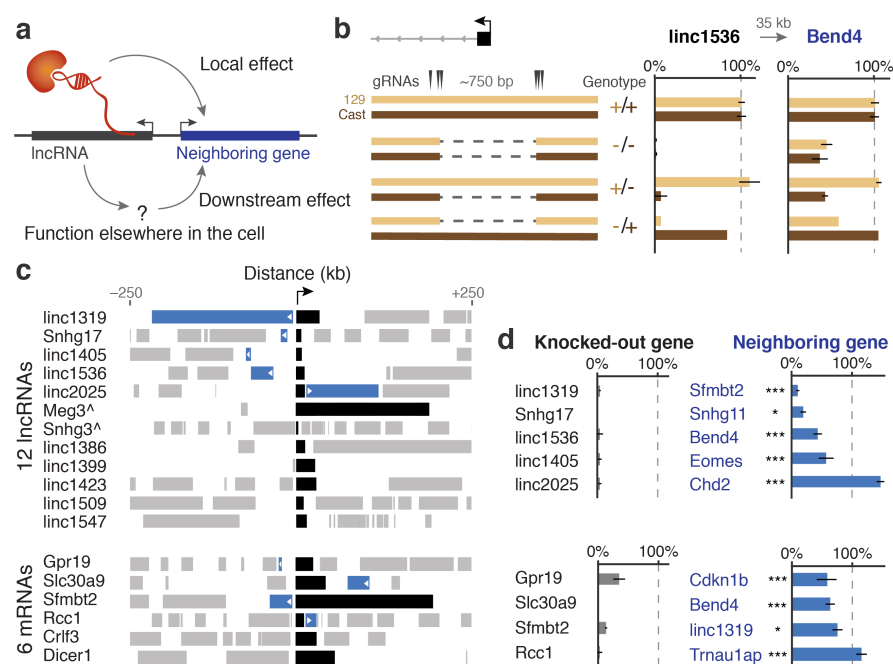 a
Local effect
lncRNA
Neighboring gene
?
Downstream effect
Function elsewhere in the cell
b
linc1536
35 kb
Bend4
gRNAs
~750 bp
Genotype
0%
100%
0%
100%
129
Cast
+/+
-/-
+/-
-/+
c
Distance (kb)
−250
+250
12 lncRNAs
linc1319
Snhg17
linc1405
linc1536
linc2025
Meg3^
Snhg3^
linc1386
linc1399
linc1423
linc1509
linc1547
6 mRNAs
Gpr19
Slc30a9
Sfmbt2
Rcc1
Crlf3
Dicer1
d
Knocked-out gene
Neighboring gene
0%
100%
0%
100%
linc1319
Sfmbt2
***
Snhg17
Snhg11
*
linc1536
Bend4
***
linc1405
Eomes
***
linc2025
Chd2
***
0%
100%
0%
100%
Gpr19
Cdkn1b
***
Slc30a9
Bend4
***
Sfmbt2
linc1319
*
Rcc1
Trnau1ap
***